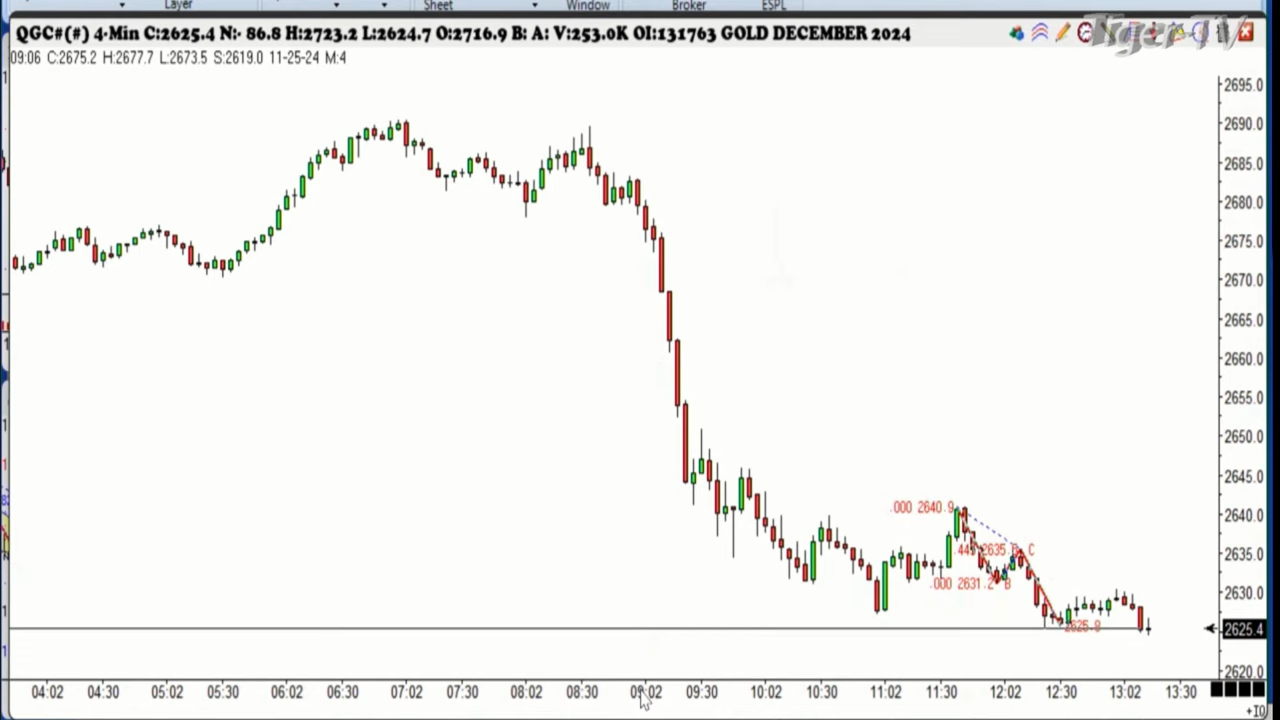 Layer Sheet Window Broker ESPL
QGC#(#) 4-Min C:2625.4 N:- 86.8 H:2723.2 L:2624.7 O:2716.9 B: A: V:253.0K OI:131763 GOLD DECEMBER 2024
Tiger-TV
09:06 C:2675.2 H:2677.7 L:2673.5 S:2619.0 11-25-24 M:4
2695.0
2690.0
2685.0
2680.0
2675.0
2670.0
2665.0
2660.0
2655.0
2650.0
2645.0
2640.0
2635.0
2630.0
2625.4
2620.0
.000 2640.9
C
.000 2631.2 B
2625.8
04:02 04:30 05:02 05:30 06:02 06:30 07:02 07:30 08:02 08:30 09:02 09:30 10:02 10:30 11:02 11:30 12:02 12:30 13:02 13:30